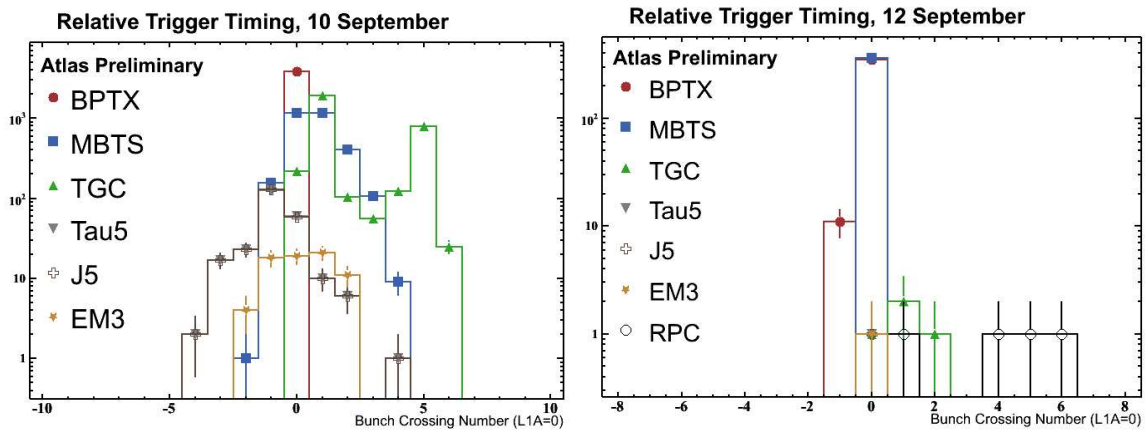 Relative Trigger Timing, 10 September
Atlas Preliminary
BPTX
MBTS
TGC
Tau5
J5
EM3
10³
10²
10
1
-10 -5 0 5 10
Bunch Crossing Number (L1A=0)
Relative Trigger Timing, 12 September
Atlas Preliminary
BPTX
MBTS
TGC
Tau5
J5
EM3
RPC
10²
10
1
-8 -6 -4 -2 0 2 4 6 8
Bunch Crossing Number (L1A=0)